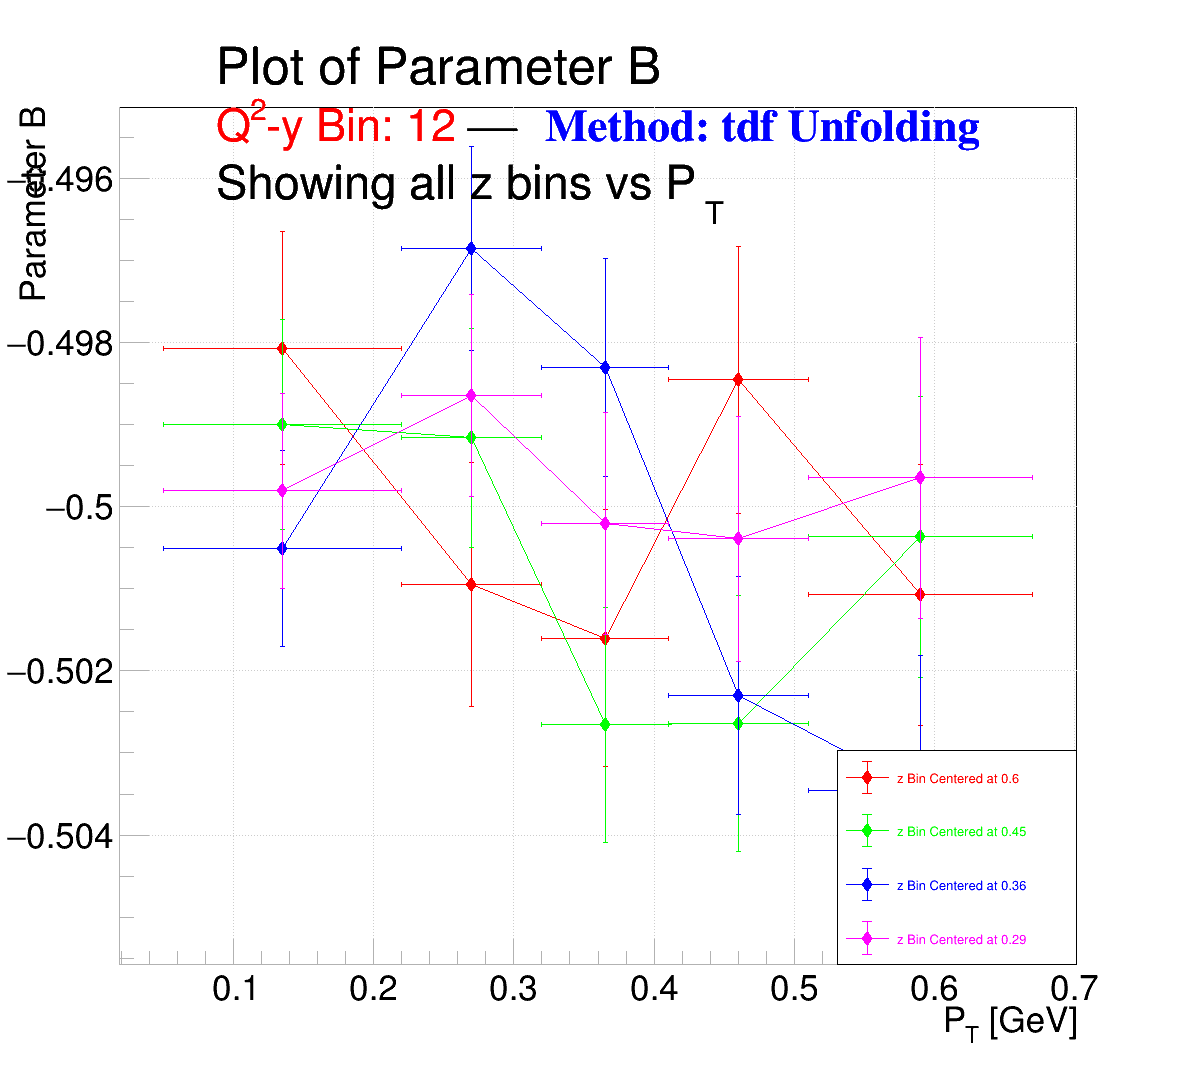 Plot of Parameter B
Q2-y Bin: 12 — Method: tdf Unfolding
Showing all z bins vs PT
Parameter B
−0.496
−0.498
−0.5
−0.502
−0.504
z Bin Centered at 0.6
z Bin Centered at 0.45
z Bin Centered at 0.36
z Bin Centered at 0.29
0.1 0.2 0.3 0.4 0.5 0.6 0.7
PT [GeV]